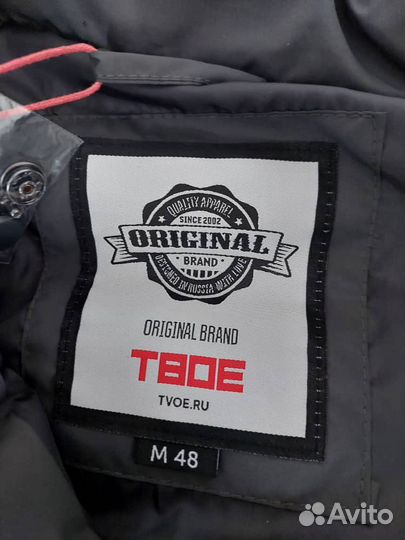 QUALITY APPAREL
SINCE 2002
ORIGINAL
BRAND
DESIGNED IN RUSSIA WITH LOVE
ORIGINAL BRAND
ТВОЕ
TVOE.RU
M 48
Avito